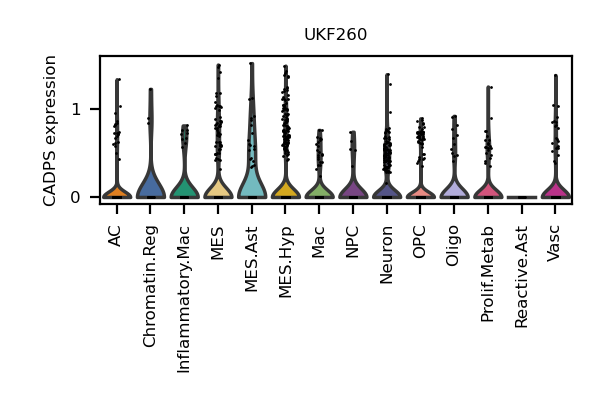 UKF260
CADPS expression
1
0
AC
Chromatin.Reg
Inflammatory.Mac
MES
MES.Ast
MES.Hyp
Mac
NPC
Neuron
OPC
Oligo
Prolif.Metab
Reactive.Ast
Vasc